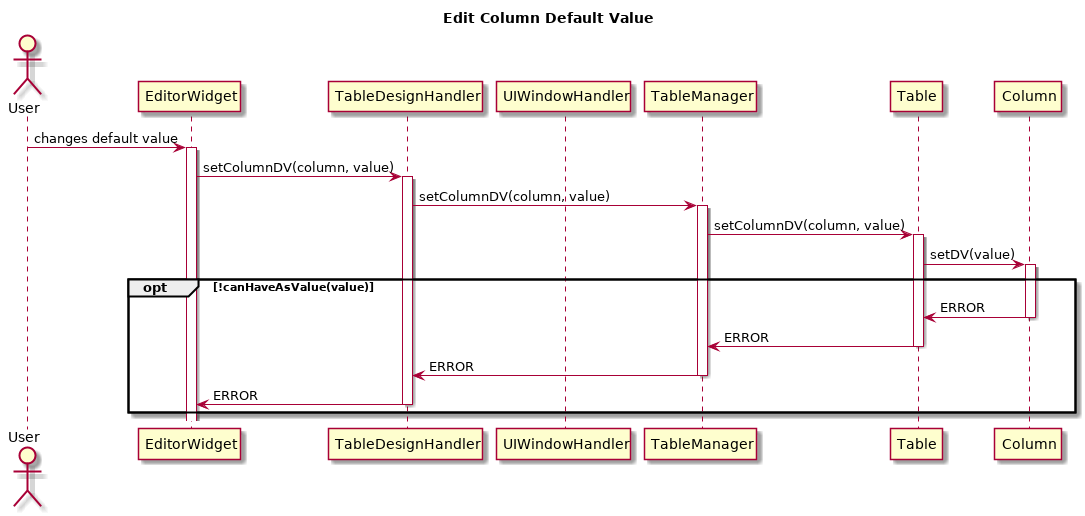 Edit Column Default Value
User
EditorWidget
TableDesignHandler
UIWindowHandler
TableManager
Table
Column
changes default value
setColumnDV(column, value)
setColumnDV(column, value)
setColumnDV(column, value)
setDV(value)
opt
[!canHaveAsValue(value)]
ERROR
ERROR
ERROR
ERROR
User
EditorWidget
TableDesignHandler
UIWindowHandler
TableManager
Table
Column